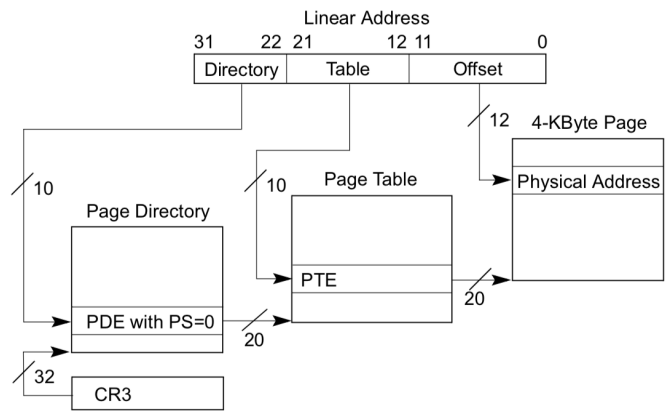 Linear Address
31 22 21 12 11 0
Directory Table Offset
12
4-KByte Page
10
10
Page Table
Physical Address
Page Directory
PTE
20
PDE with PS=0
20
32
CR3